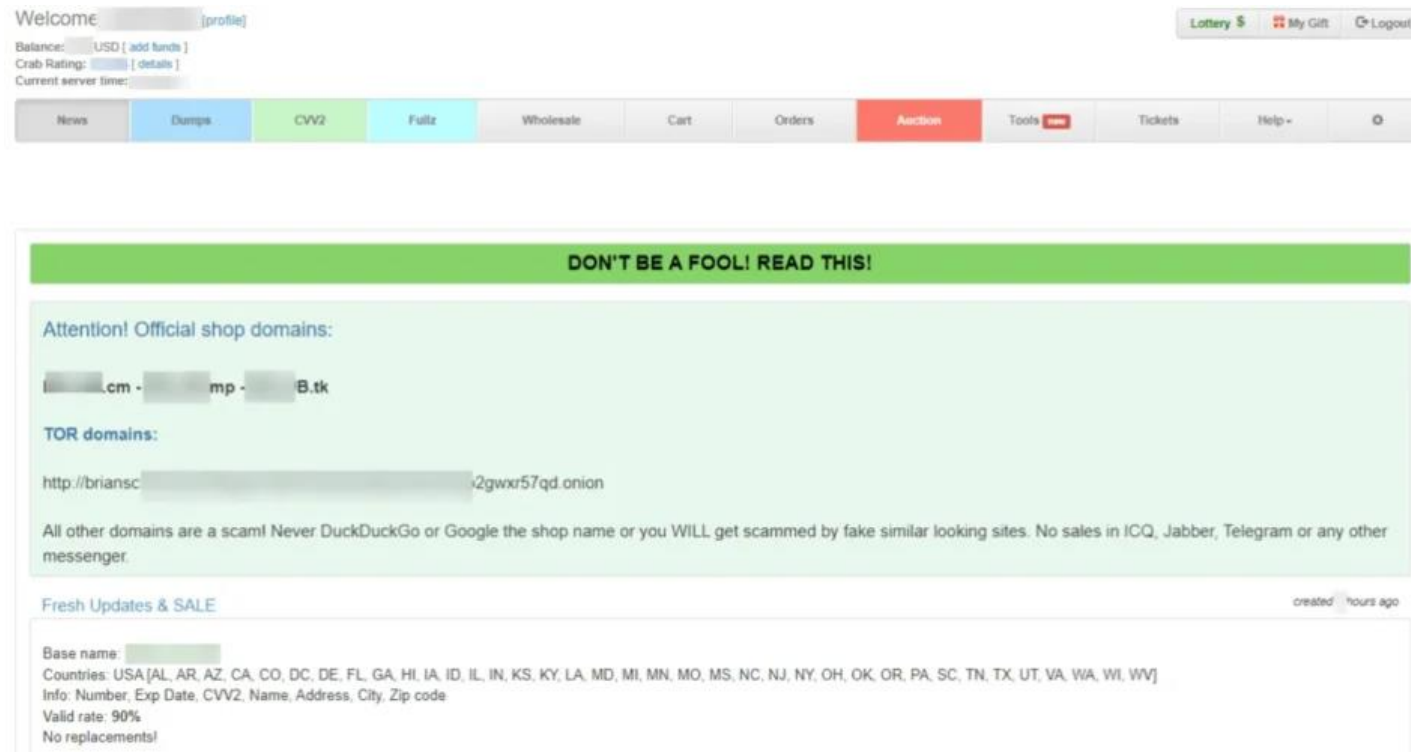 Welcome [profile]
Lottery $ My Gift Logout
Balance: USD [ add funds ]
Crab Rating: [ details ]
Current server time:
News Dumps CVV2 Fullz Wholesale Cart Orders Auction Tools new Tickets Help
DON'T BE A FOOL! READ THIS!
Attention! Official shop domains:
.cm - mp - B.tk
TOR domains:
http://briansc 2gwxr57qd.onion
All other domains are a scam! Never DuckDuckGo or Google the shop name or you WILL get scammed by fake similar looking sites. No sales in ICQ, Jabber, Telegram or any other
messenger.
Fresh Updates & SALE
created hours ago
Base name:
Countries: USA [AL, AR, AZ, CA, CO, DC, DE, FL, GA, HI, IA, ID, IL, IN, KS, KY, LA, MD, MI, MN, MO, MS, NC, NJ, NY, OH, OK, OR, PA, SC, TN, TX, UT, VA, WA, WI, WV]
Info: Number, Exp Date, CVV2, Name, Address, City, Zip code
Valid rate: 90%
No replacements!